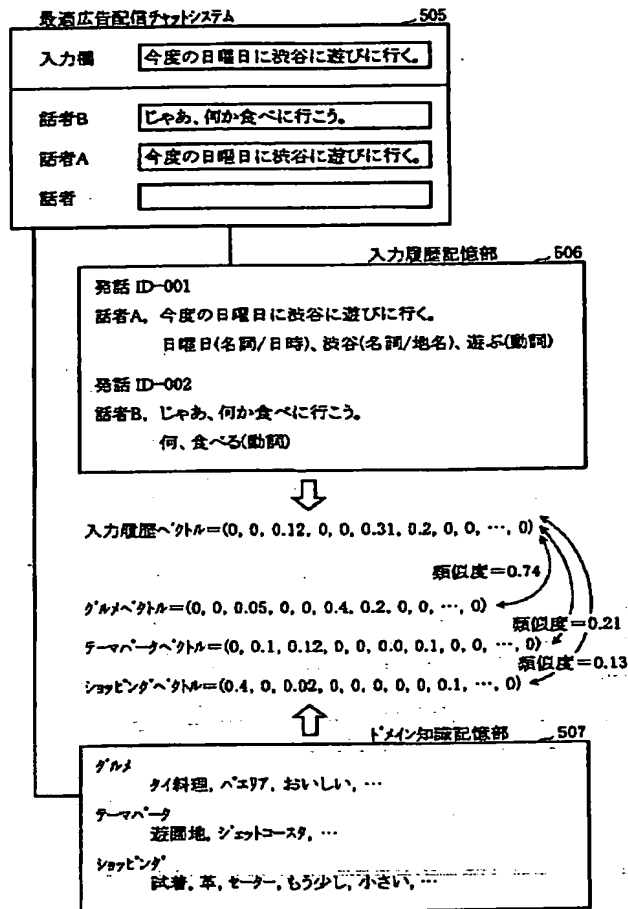 最適広告配信チャットシステム 505
入力欄 今度の日曜日に渋谷に遊びに行く。
話者B じゃあ、何か食べに行こう。
話者A 今度の日曜日に渋谷に遊びに行く。
話者
入力履歴記憶部 506
発話 ID-001
話者A. 今度の日曜日に渋谷に遊びに行く。
日曜日(名詞/日時)、渋谷(名詞/地名)、遊ぶ(動詞)
発話 ID-002
話者B. じゃあ、何か食べに行こう。
何、食べる(動詞)
入力履歴ベクトル=(0, 0, 0.12, 0, 0, 0.31, 0.2, 0, 0, …, 0)
類似度=0.74
グルメベクトル=(0, 0, 0.05, 0, 0, 0.4, 0.2, 0, 0, …, 0)
類似度=0.21
テーマパークベクトル=(0, 0.1, 0.12, 0, 0, 0.0, 0.1, 0, 0, …, 0)
類似度=0.13
ショッピングベクトル=(0.4, 0, 0.02, 0, 0, 0, 0, 0, 0.1, …, 0)
ドメイン知識記憶部 507
グルメ
タイ料理, パエリア, おいしい, …
テーマパーク
遊園地, ジェットコースタ, …
ショッピング
試着, 革, セーター, もう少し, 小さい, …